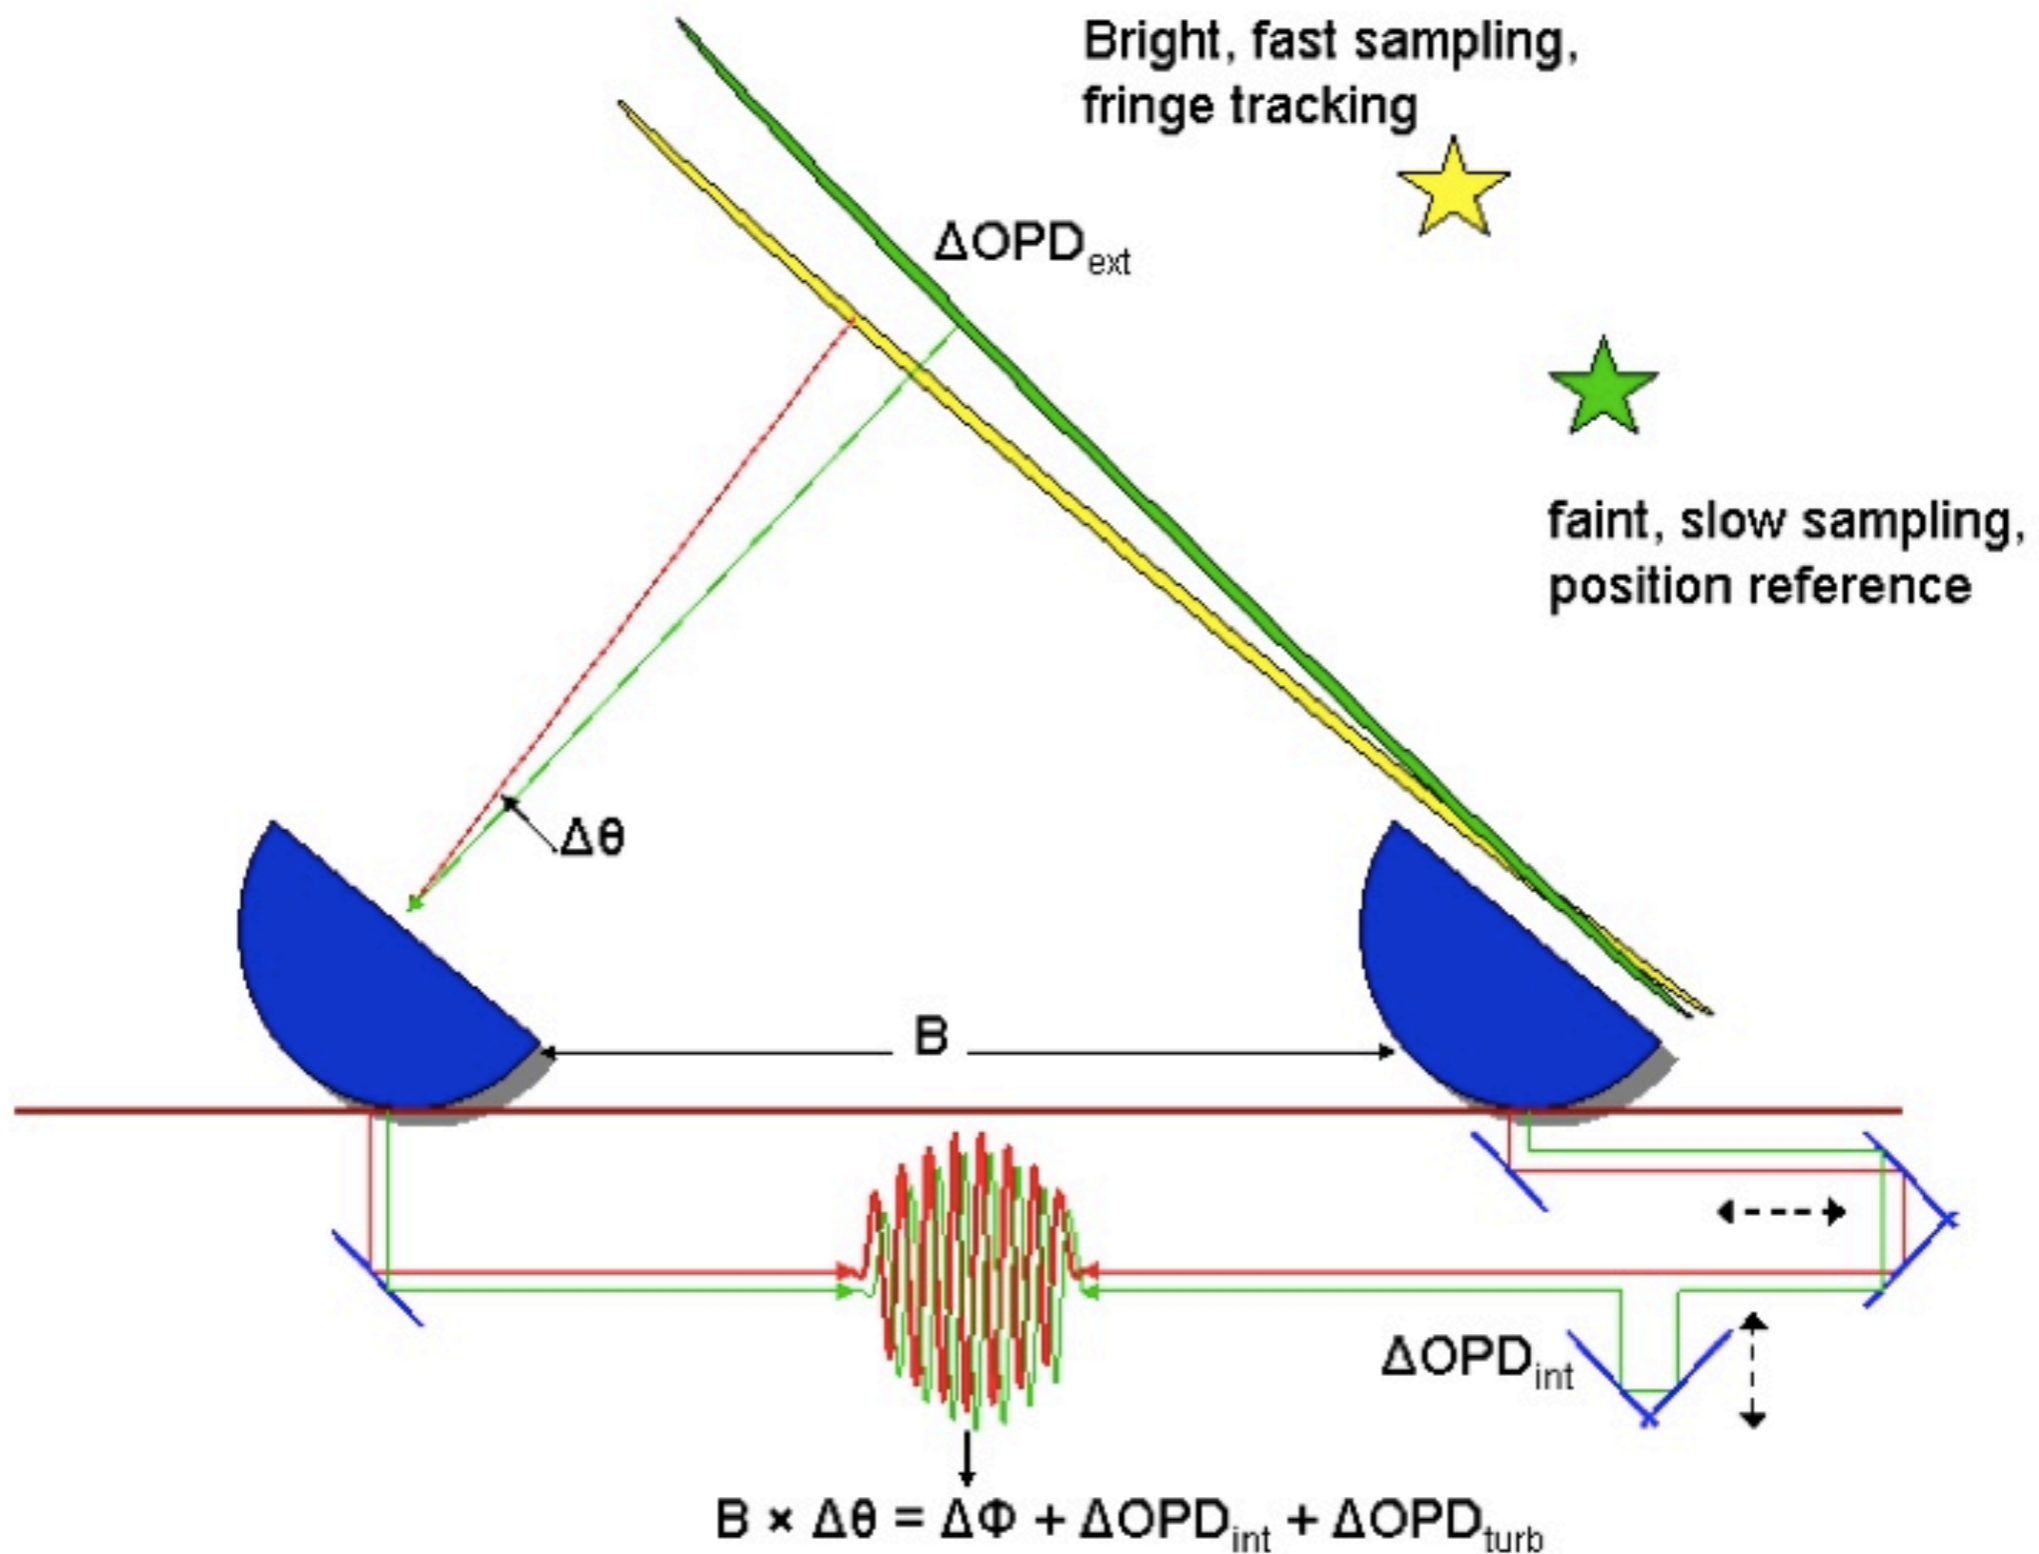 Bright, fast sampling,
fringe tracking
ΔOPDext
faint, slow sampling,
position reference
Δθ
B
ΔOPDint
B × Δθ = ΔΦ + ΔOPDint + ΔOPDturb